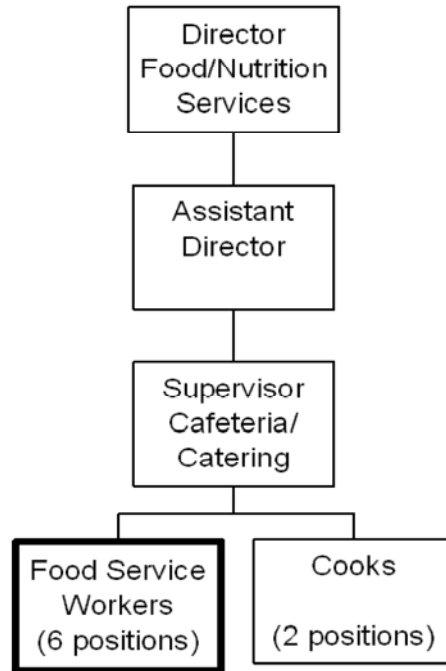 Director
Food/Nutrition
Services
Assistant
Director
Supervisor
Cafeteria/
Catering
Food Service
Workers
(6 positions)
Cooks
(2 positions)